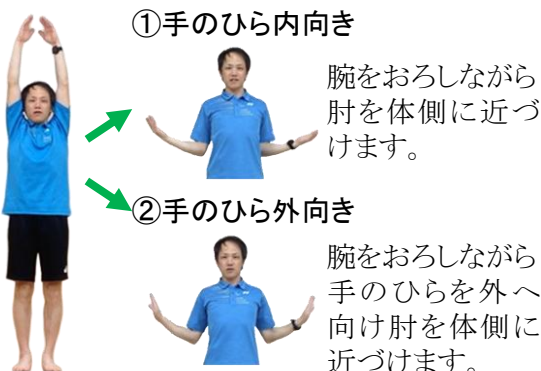 ①手のひら内向き
腕をおろしながら
肘を体側に近づ
けます。
②手のひら外向き
腕をおろしながら
手のひらを外へ
向け肘を体側に
近づけます。